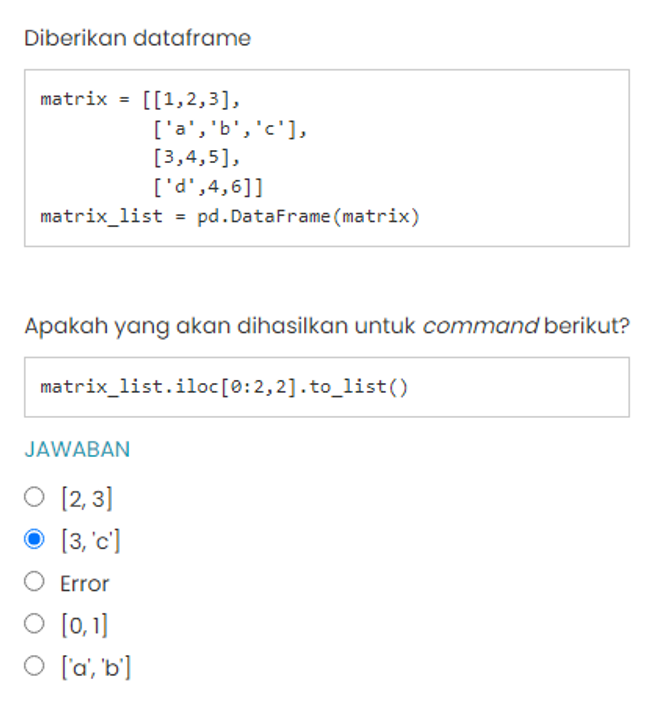 Diberikan dataframe
matrix = [[1,2,3],
['a','b','c'],
[3,4,5],
['d',4,6]]
matrix_list = pd.DataFrame(matrix)
Apakah yang akan dihasilkan untuk command berikut?
matrix_list.iloc[0:2,2].to_list()
JAWABAN
[2, 3]
[3, 'c']
Error
[0, 1]
['a', 'b']